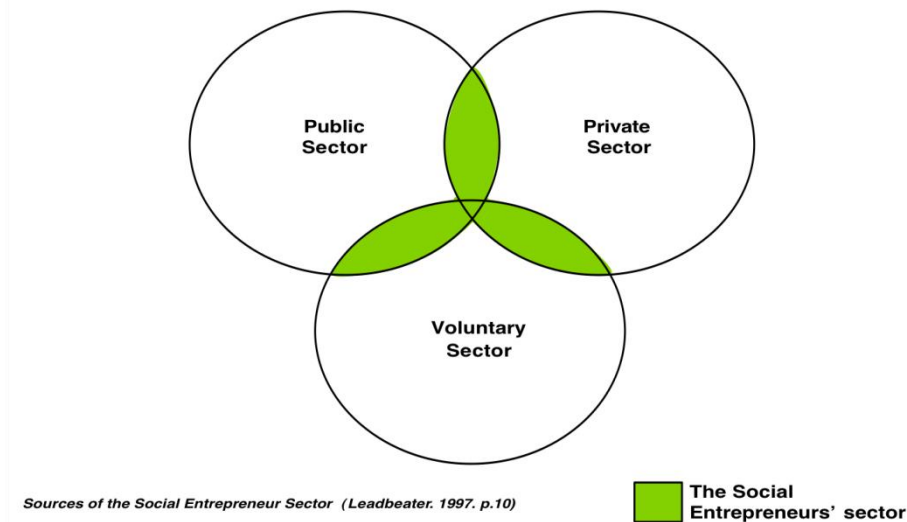 Public
Sector
Private
Sector
Voluntary
Sector
Sources of the Social Entrepreneur Sector (Leadbeater. 1997. p.10)
The Social
Entrepreneurs' sector